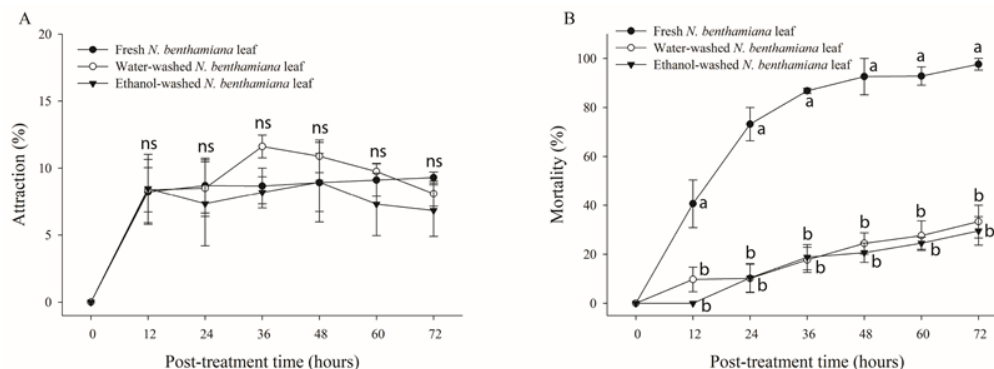 A
20
15
10
5
0
Attraction (%)
Fresh N. benthamiana leaf
Water-washed N. benthamiana leaf
Ethanol-washed N. benthamiana leaf
ns ns ns ns ns ns
0 12 24 36 48 60 72
Post-treatment time (hours)
B
100
80
60
40
20
0
Mortality (%)
Fresh N. benthamiana leaf
Water-washed N. benthamiana leaf
Ethanol-washed N. benthamiana leaf
a a a a a a
b b b b b b
b b b b b b
0 12 24 36 48 60 72
Post-treatment time (hours)